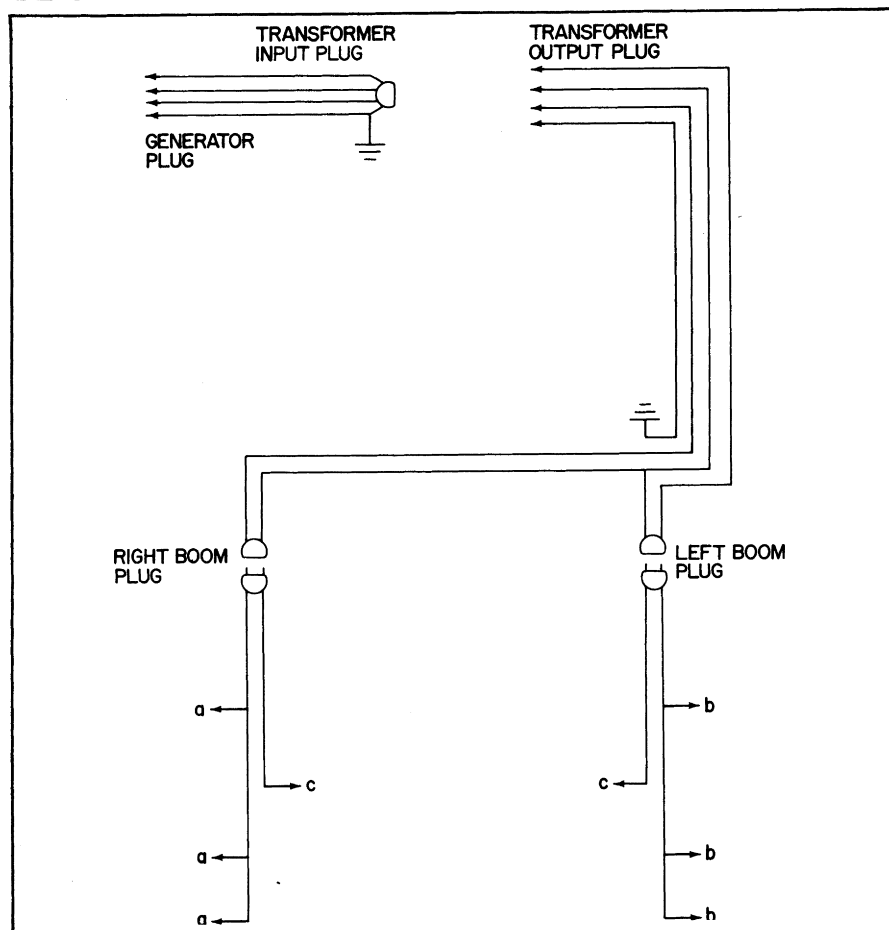 TRANSFORMER
INPUT PLUG
TRANSFORMER
OUTPUT PLUG
GENERATOR
PLUG
RIGHT BOOM
PLUG
LEFT BOOM
PLUG
a
b
c
c
a
b
a
b